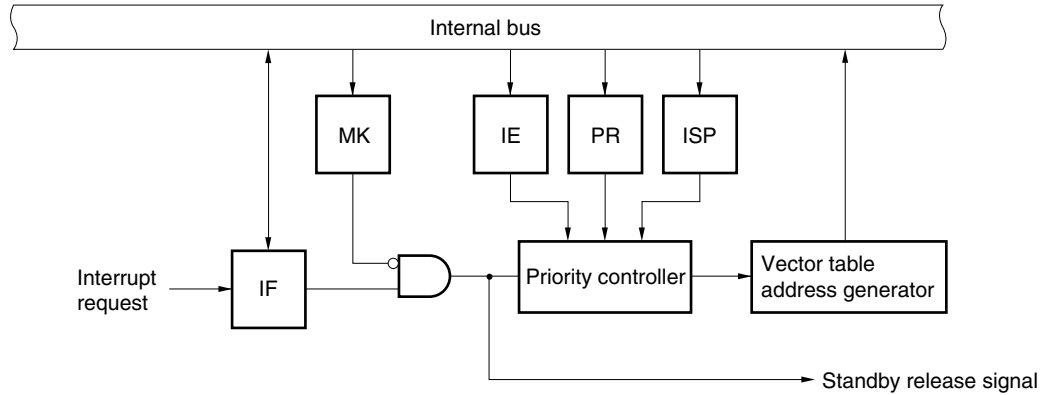 Internal bus
MK
IE
PR
ISP
Interrupt
request
IF
Priority controller
Vector table
address generator
Standby release signal